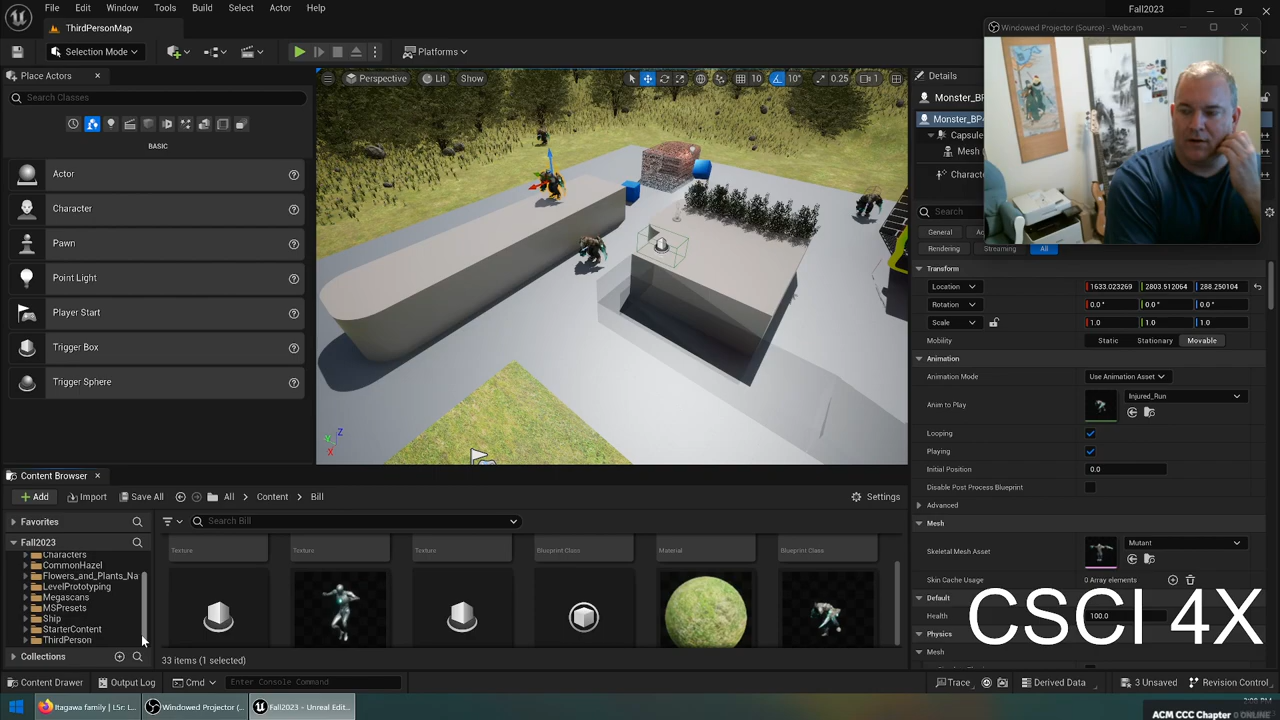 File Edit Window Tools Build Select Actor Help
Fall2023
ThirdPersonMap
Selection Mode
Platforms
Windowed Projector (Source) - Webcam
Place Actors
Search Classes
BASIC
Actor
Character
Pawn
Point Light
Player Start
Trigger Box
Trigger Sphere
Perspective Lit Show
10 10° 0.25 1
Z
X
Details
Monster_BP
Monster_BP
Capsule
Mesh (
Charact
Search
General
Rendering Streaming All
Transform
Location 1633.023269 2803.512064 288.250104
Rotation 0.0° 0.0° 0.0°
Scale 1.0 1.0 1.0
Mobility Static Stationary Movable
Animation
Animation Mode Use Animation Asset
Anim to Play Injured_Run
Looping
Playing
Initial Position 0.0
Disable Post Process Blueprint
Advanced
Mesh
Skeletal Mesh Asset Mutant
Skin Cache Usage 0 Array elements
Default
Health 100.0
Physics
Mesh
CSCI 4X
Content Browser
Add Import Save All All Content Bill Settings
Favorites
Search Bill
Fall2023
Characters
CommonHazel
Flowers_and_Plants_Na
LevelPrototyping
Megascans
MSPresets
Ship
StarterContent
ThirdPerson
Collections
Texture Texture Texture Blueprint Class Material Blueprint Class
33 items (1 selected)
Content Drawer Output Log Cmd Enter Console Command
Trace Derived Data 3 Unsaved Revision Control
Itagawa family | L5r: L... Windowed Projector (... Fall2023 - Unreal Edit...
ACM CCC Chapter 0 ONLINE